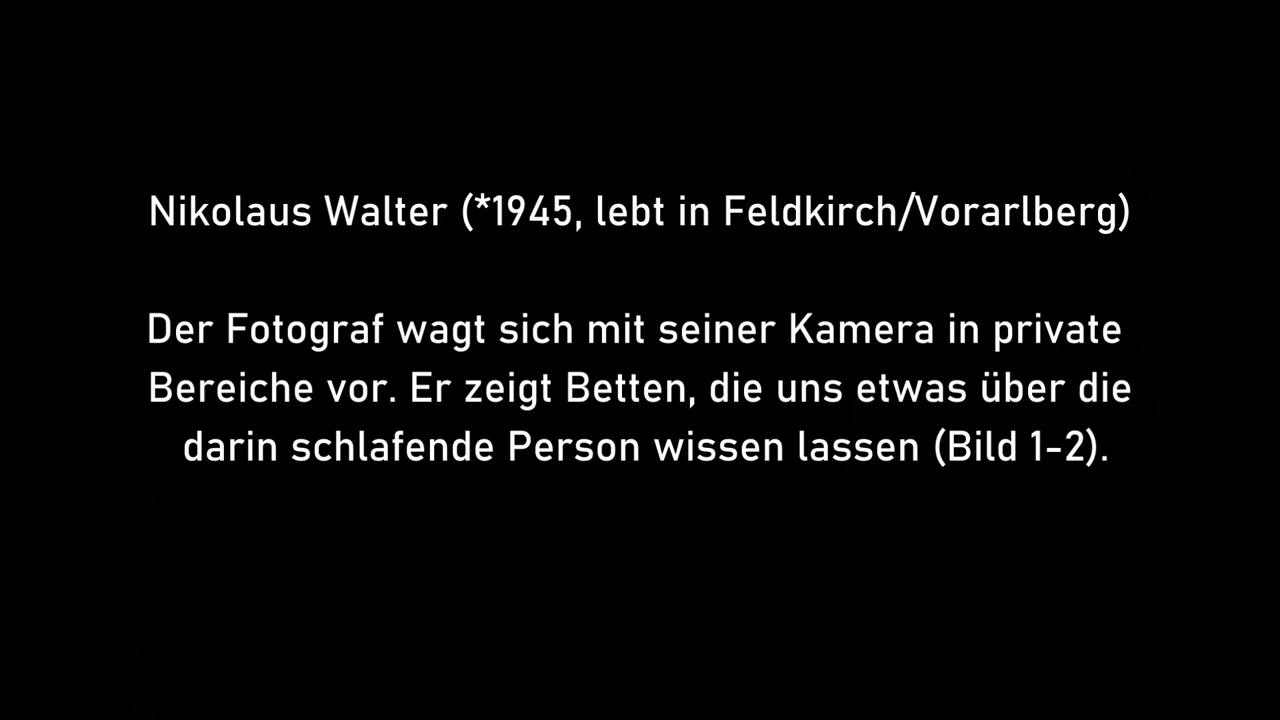 Nikolaus Walter (*1945, lebt in Feldkirch/Vorarlberg)
Der Fotograf wagt sich mit seiner Kamera in private
Bereiche vor. Er zeigt Betten, die uns etwas über die
darin schlafende Person wissen lassen (Bild 1-2).